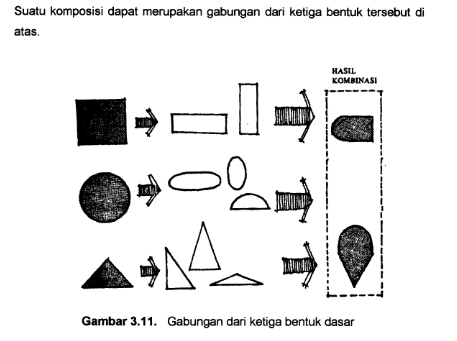 Suatu komposisi dapat merupakan gabungan dari ketiga bentuk tersebut di
atas.
HASIL
KOMBINASI
Gambar 3.11. Gabungan dari ketiga bentuk dasar